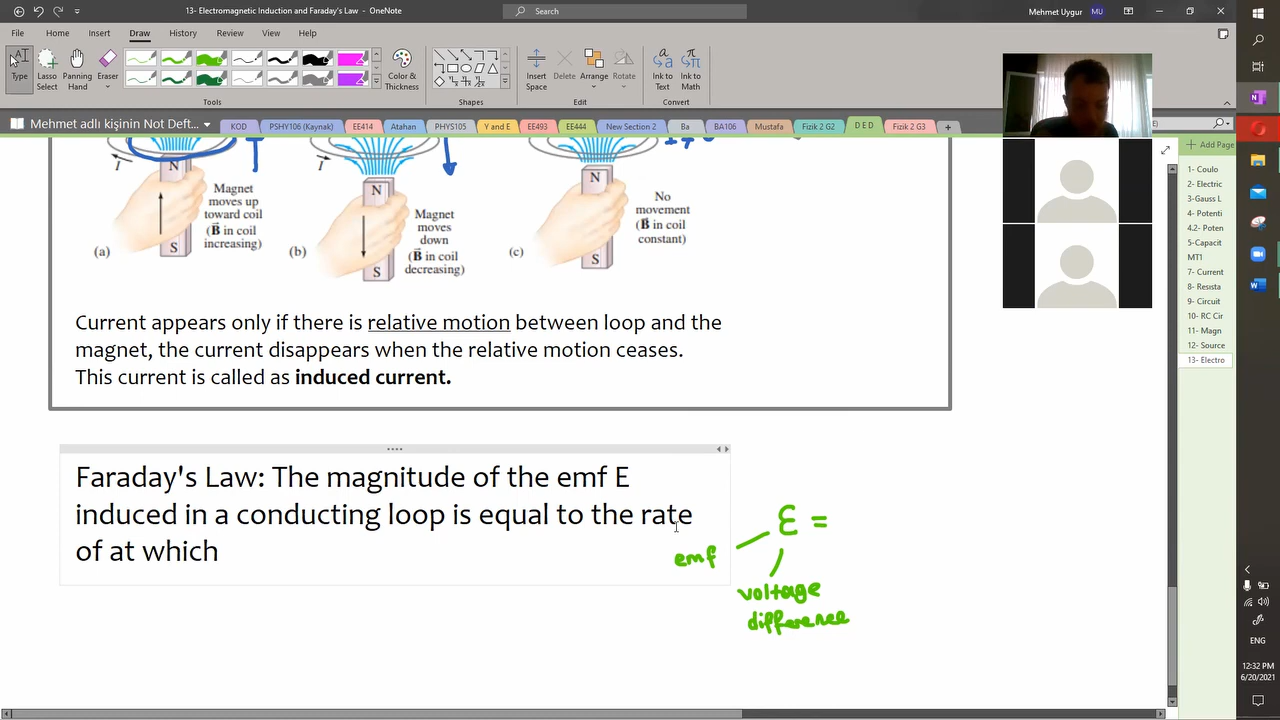 13- Electromagnetic Induction and Faraday's Law - OneNote
Search
Mehmet Uygur
MU
File Home Insert Draw History Review View Help
Type
Lasso Select
Panning Hand
Eraser
Color & Thickness
Insert Space
Delete
Arrange
Rotate
Ink to Text
Ink to Math
Tools
Shapes
Edit
Convert
Mehmet adlı kişinin Not Deft...
KOD
PSHY106 (Kaynak)
EE414
Atahan
PHYS105
Y and E
EE493
EE444
New Section 2
Ba
BA106
Mustafa
Fizik 2 G2
D E D
Fizik 2 G3
Add Page
1- Coulo
2- Electric
3-Gauss L
4- Potenti
4.2- Poten
5-Capacit
MT1
7- Current
8- Resista
9- Circuit
10- RC Cir
11- Magn
12- Source
13- Electro
I
N
Magnet
moves up
toward coil
(B⃗ in coil
increasing)
S
(a)
I
N
Magnet
moves
down
(B⃗ in coil
decreasing)
S
(b)
N
No
movement
(B⃗ in coil
constant)
S
(c)
Current appears only if there is relative motion between loop and the
magnet, the current disappears when the relative motion ceases.
This current is called as induced current.
Faraday's Law: The magnitude of the emf E
induced in a conducting loop is equal to the rate
of at which
ε =
emf
voltage
difference
ENG
12:32 PM
6/20/2021